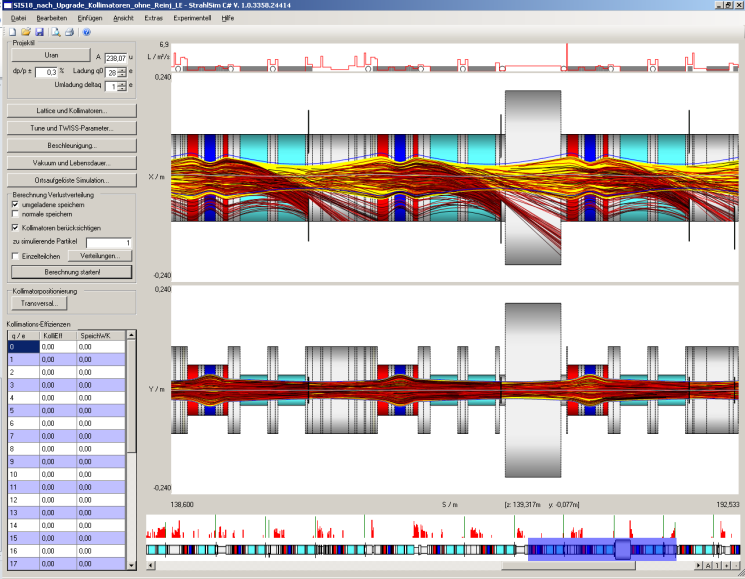 SIS18_nach_Upgrade_Kollimatoren_ohne_Reinj_LE - StrahlSim C# V. 1.0.3358.24414
Datei Bearbeiten Einfügen Ansicht Extras Experimentell Hilfe
Projektil
Uran A 238,07 u
dp/p ± 0,3 % Ladung q0 28 e
Umladung deltaq 1 e
Lattice und Kollimatoren...
Tune und TWISS-Parameter...
Beschleunigung...
Vakuum und Lebensdauer...
Ortsaufgelöste Simulation...
Berechnung Verlustverteilung
umgeladene speichern
normale speichern
Kollimatoren berücksichtigen
zu simulierende Partikel 1
Einzelteilchen Verteilungen...
Berechnung starten!
Kollimatorpositionierung
Transversal...
Kollimations-Effizienzen
q / e KolliEff SpeichWK
0 0,00 0,00
1 0,00 0,00
2 0,00 0,00
3 0,00 0,00
4 0,00 0,00
5 0,00 0,00
6 0,00 0,00
7 0,00 0,00
8 0,00 0,00
9 0,00 0,00
10 0,00 0,00
11 0,00 0,00
12 0,00 0,00
13 0,00 0,00
14 0,00 0,00
15 0,00 0,00
16 0,00 0,00
17 0,00 0,00
6,9
L / m²/s
0,240
X / m
-0,240
0,240
Y / m
-0,240
138,600 S / m [z: 139,317m y: -0,077m] 192,533
A 1 + -